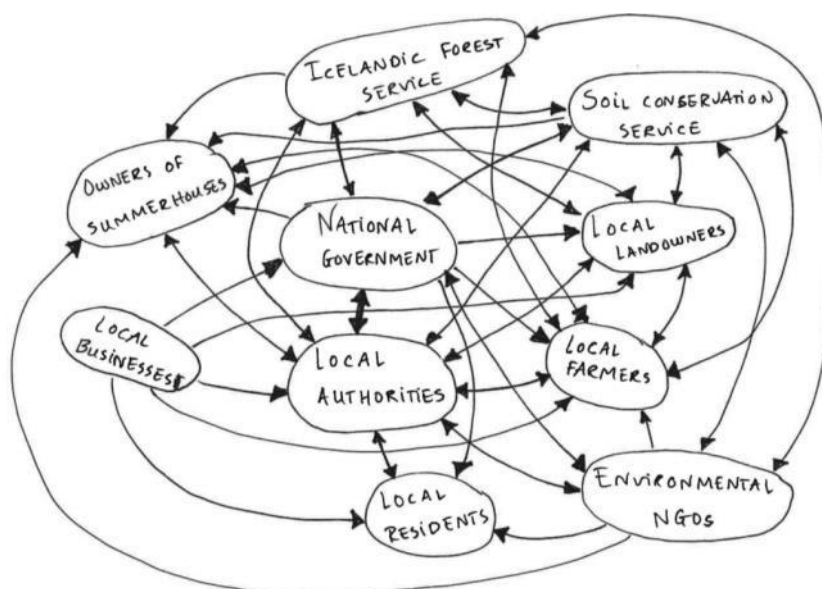 ICELANDIC FOREST
SERVICE
SOIL CONSERVATION
SERVICE
OWNERS OF
SUMMERHOUSES
NATIONAL
GOVERNMENT
LOCAL
LANDOWNERS
LOCAL
BUSINESSES
LOCAL
AUTHORITIES
LOCAL
FARMERS
LOCAL
RESIDENTS
ENVIRONMENTAL
NGOS